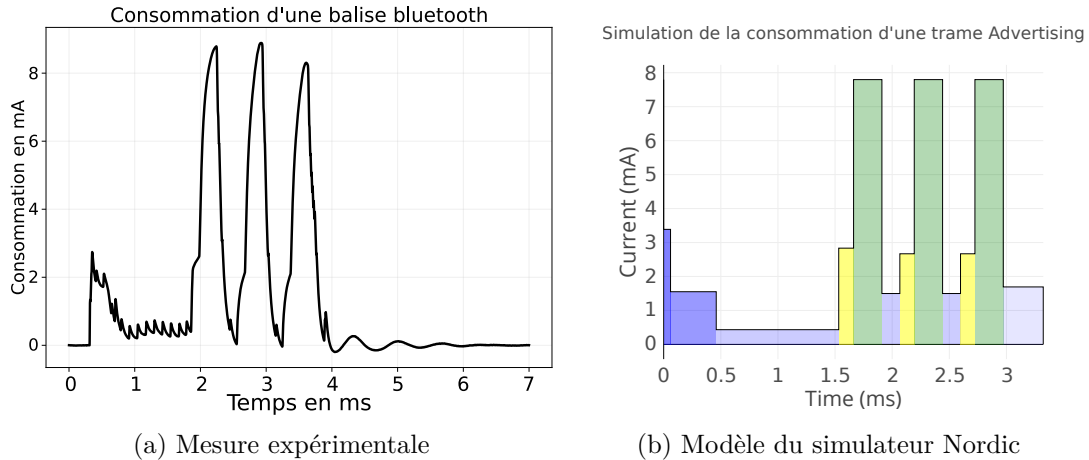 Consommation d'une balise bluetooth
Consommation en mA
8
6
4
2
0
0 1 2 3 4 5 6 7
Temps en ms
(a) Mesure expérimentale
Simulation de la consommation d'une trame Advertising
Current (mA)
8
7
6
5
4
3
2
1
0
0 0.5 1 1.5 2 2.5 3
Time (ms)
(b) Modèle du simulateur Nordic